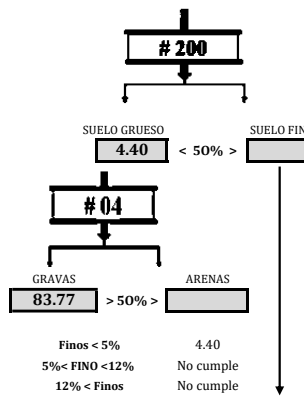 # 200
SUELO GRUESO SUELO FIN
4.40 < 50% >
# 04
GRAVAS ARENAS
83.77 > 50% >
Finos < 5% 4.40
5%< FINO <12% No cumple
12% < Finos No cumple